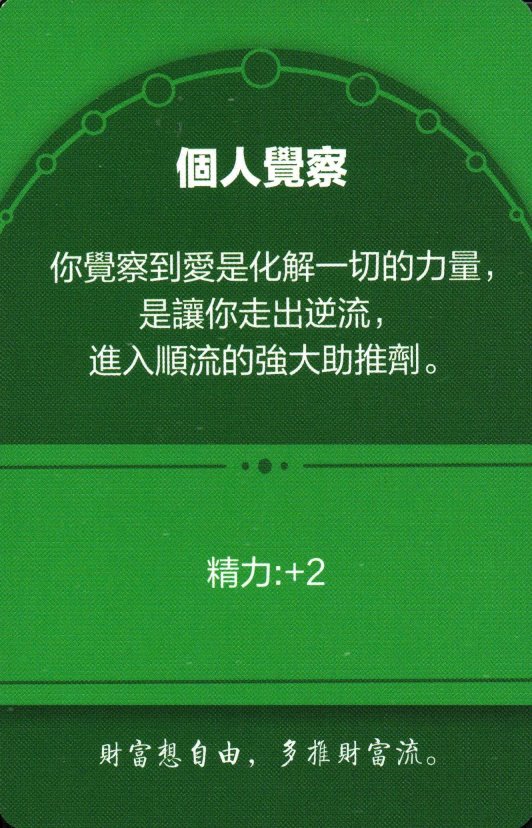 個人覺察
你覺察到愛是化解一切的力量，
是讓你走出逆流，
進入順流的強大助推劑。
精力:+2
財富想自由，多推財富流。